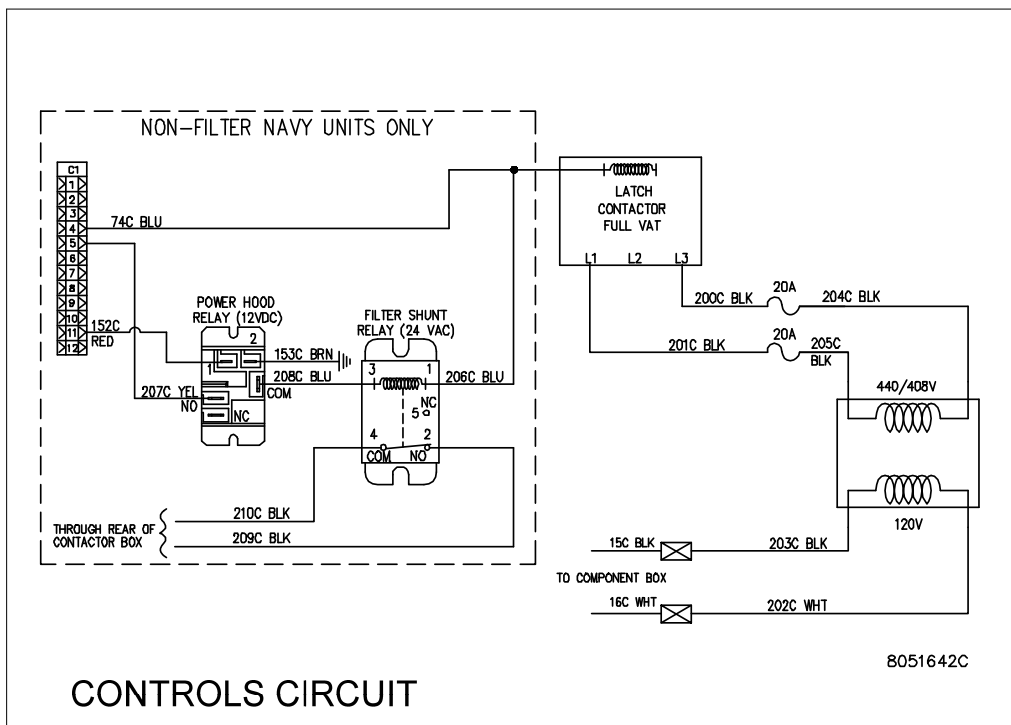 NON-FILTER NAVY UNITS ONLY
C1
1
2
3
4
5
6
7
8
9
10
11
12
74C BLU
152C
RED
POWER HOOD
RELAY (12VDC)
2
1
153C BRN
208C BLU
COM
207C YEL
NO
NC
FILTER SHUNT
RELAY (24 VAC)
3
1
206C BLU
NC
5
4
2
COM
NO
210C BLK
209C BLK
THROUGH REAR OF
CONTACTOR BOX
LATCH
CONTACTOR
FULL VAT
L1
L2
L3
200C BLK
20A
204C BLK
201C BLK
20A
205C
BLK
440/408V
120V
15C BLK
203C BLK
TO COMPONENT BOX
16C WHT
202C WHT
8051642C
CONTROLS CIRCUIT